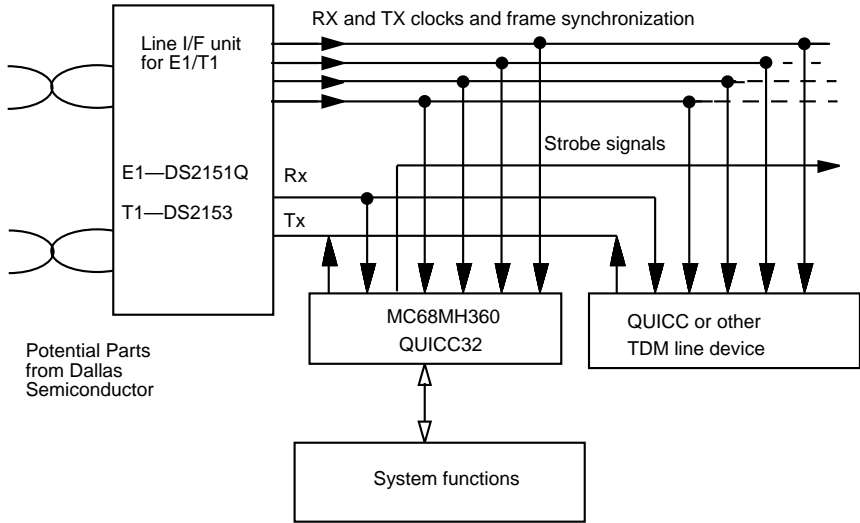 RX and TX clocks and frame synchronization
Line I/F unit
for E1/T1
Strobe signals
E1—DS2151Q
T1—DS2153
Rx
Tx
MC68MH360
QUICC32
QUICC or other
TDM line device
Potential Parts
from Dallas
Semiconductor
System functions